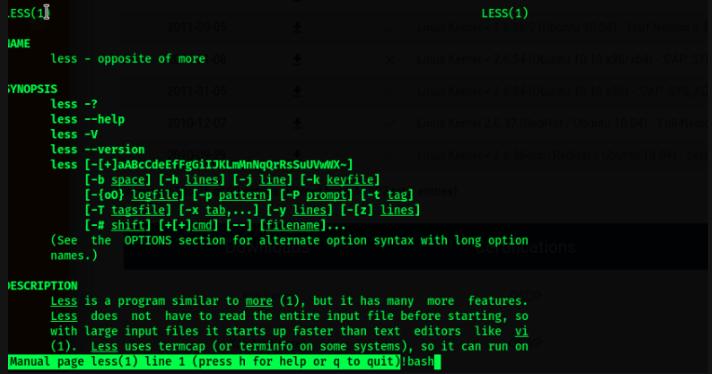 LESS(1) LESS(1)
NAME
less - opposite of more
SYNOPSIS
less -?
less --help
less -V
less --version
less [-[+]aABcCdeEfFgGiIJKLmMnNqQrRsSuUVwWX~]
[-b space] [-h lines] [-j line] [-k keyfile]
[-{oO} logfile] [-p pattern] [-P prompt] [-t tag]
[-T tagsfile] [-x tab,...] [-y lines] [-[z] lines]
[-# shift] [+[+]cmd] [--] [filename]...
(See the OPTIONS section for alternate option syntax with long option
names.)
DESCRIPTION
Less is a program similar to more (1), but it has many more features.
Less does not have to read the entire input file before starting, so
with large input files it starts up faster than text editors like vi
(1). Less uses termcap (or terminfo on some systems), so it can run on
Manual page less(1) line 1 (press h for help or q to quit)!bash